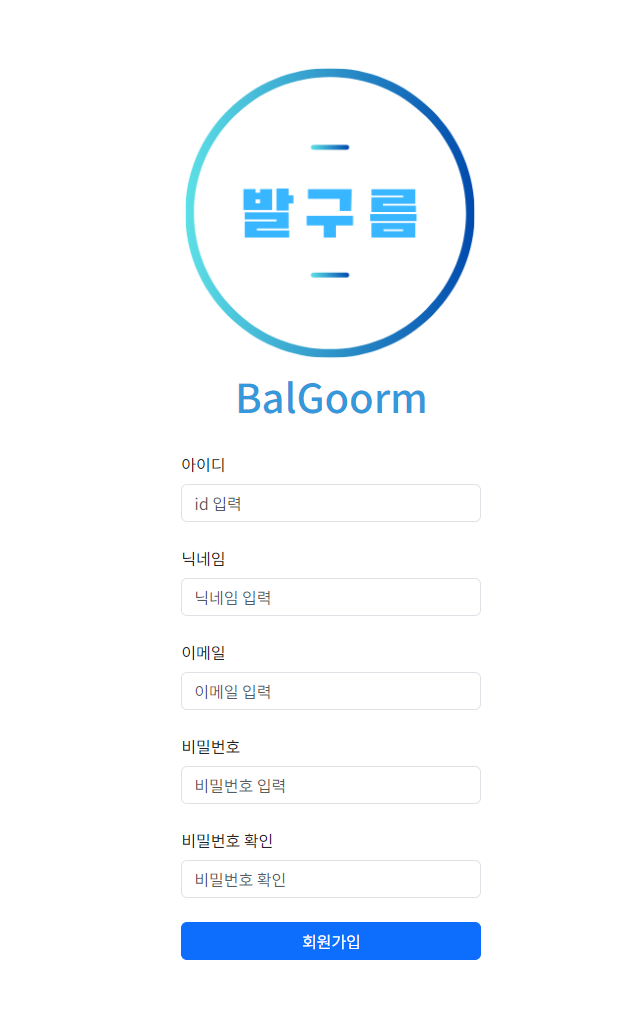 발구름
BalGoorm
아이디
id 입력
닉네임
닉네임 입력
이메일
이메일 입력
비밀번호
비밀번호 입력
비밀번호 확인
비밀번호 확인
회원가입